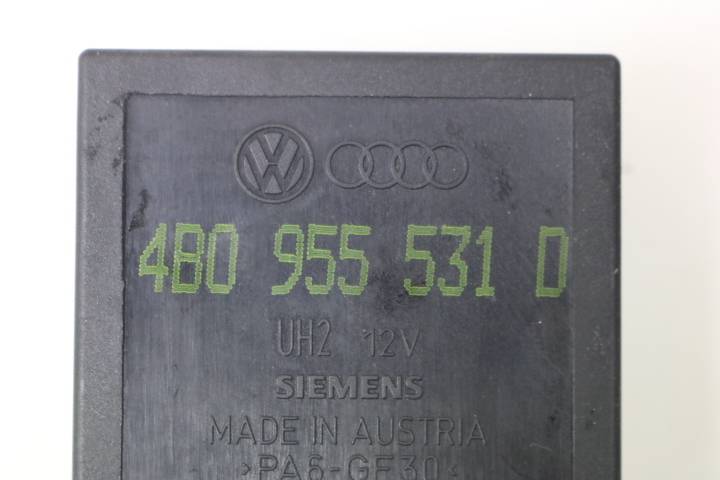 4B0 955 531 D
UH2 12V
SIEMENS
MADE IN AUSTRIA
>PA6-GF30<